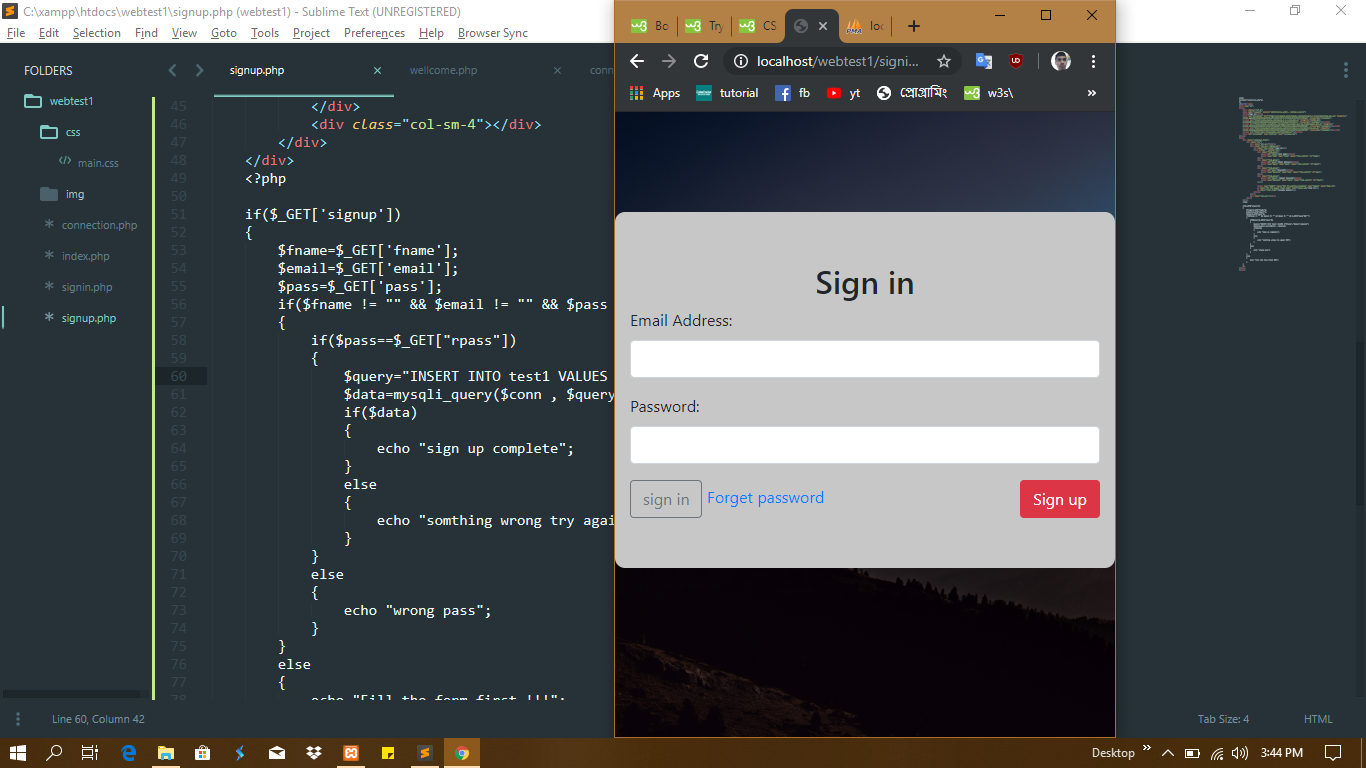 C:\xampp\htdocs\webtest1\signup.php (webtest1) - Sublime Text (UNREGISTERED)
File Edit Selection Find View Goto Tools Project Preferences Help Browser Sync
FOLDERS
webtest1
css
main.css
img
connection.php
index.php
signin.php
signup.php
signup.php wellcome.php conn
45 </div>
46 <div class="col-sm-4"></div>
47 </div>
48 </div>
49 <?php
50
51 if($_GET['signup'])
52 {
53 $fname=$_GET['fname'];
54 $email=$_GET['email'];
55 $pass=$_GET['pass'];
56 if($fname != "" && $email != "" && $pass
57 {
58 if($pass==$_GET["rpass"])
59 {
60 $query="INSERT INTO test1 VALUES
61 $data=mysqli_query($conn , $query
62 if($data)
63 {
64 echo "sign up complete";
65 }
66 else
67 {
68 echo "somthing wrong try agai
69 }
70 }
71 else
72 {
73 echo "wrong pass";
74 }
75 }
76 else
77 {
78 echo "Fill the form first !!!";
Line 60, Column 42
Tab Size: 4 HTML
Bo Try CS loc
localhost/webtest1/signi...
Apps tutorial fb yt প্রোগ্রামিং w3s\ »
Sign in
Email Address:
Password:
sign in Forget password Sign up
Desktop » 3:44 PM